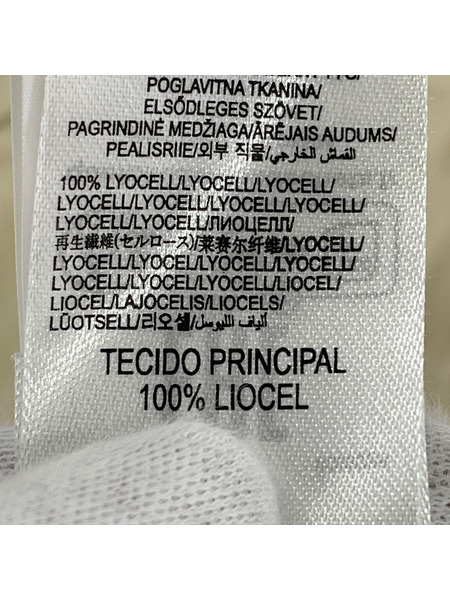 POGLAVITNA TKANINA/
ELSŐDLEGES SZÖVET/
PAGRINDINĖ MEDŽIAGA/ĀRĒJAIS AUDUMS/
PEALISRIIE/외부 직물/القماش الخارجي/
100% LYOCELL/LYOCELL/LYOCELL/
LYOCELL/LYOCELL/LYOCELL/LYOCELL/
LYOCELL/LYOCELL/ЛИОЦЕЛЛ/
再生繊維(セルロース)/莱赛尔纤维/LYOCELL/
LYOCELL/LYOCELL/LYOCELL/LYOCELL/
LYOCELL/LYOCELL/LYOCELL/LIOCEL/
LIOCEL/LAJOCELIS/LIOCELS/
LÜOTSELL/리오셀/ألياف الليوسل/
TECIDO PRINCIPAL
100% LIOCEL